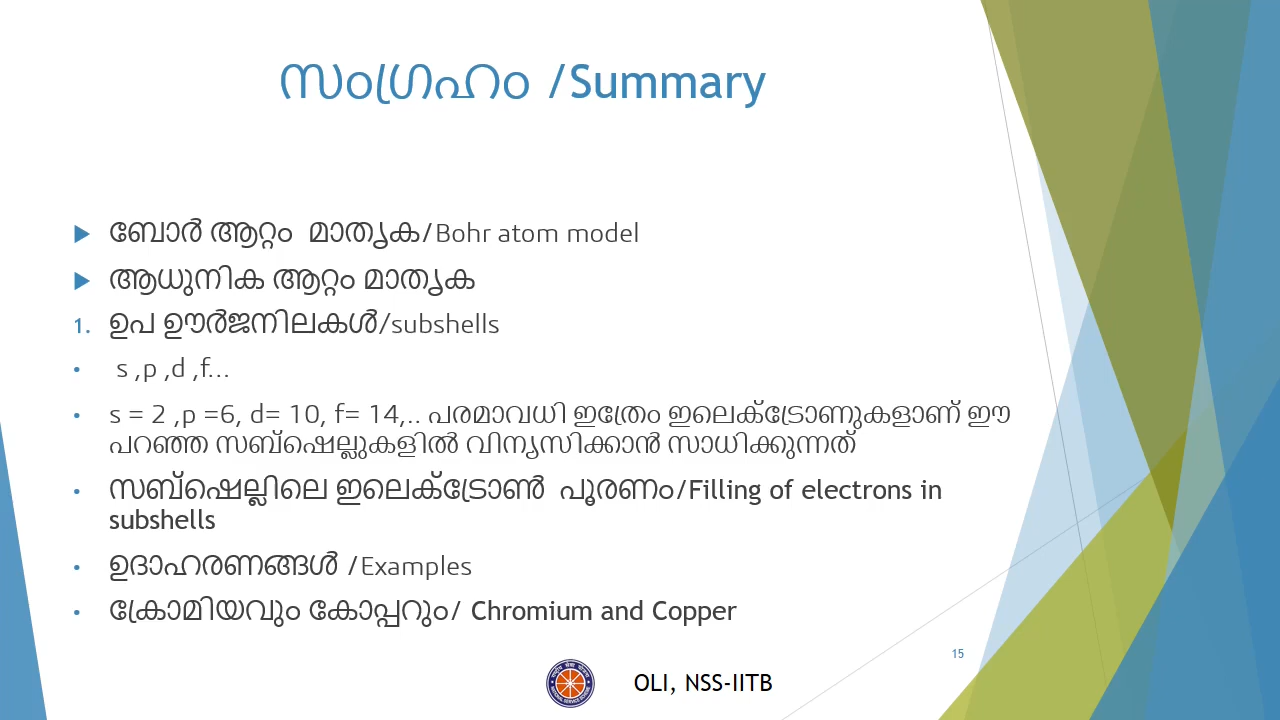 സംഗ്രഹം /Summary
ബോർ ആറ്റം മാതൃക/Bohr atom model
ആധുനിക ആറ്റം മാതൃക
1. ഉപ ഊർജനിലകൾ/subshells
• s ,p ,d ,f...
• s = 2 ,p =6, d= 10, f= 14,.. പരമാവധി ഇത്രേം ഇലക്ട്രോണുകളാണ് ഈ
പറഞ്ഞ സബ്ഷെല്ലുകളിൽ വിന്യസിക്കാൻ സാധിക്കുന്നത്
• സബ്ഷെല്ലിലെ ഇലക്ട്രോൺ പൂരണം/Filling of electrons in
subshells
• ഉദാഹരണങ്ങൾ /Examples
• ക്രോമിയവും കോപ്പറും/ Chromium and Copper
15
OLI, NSS-IITB